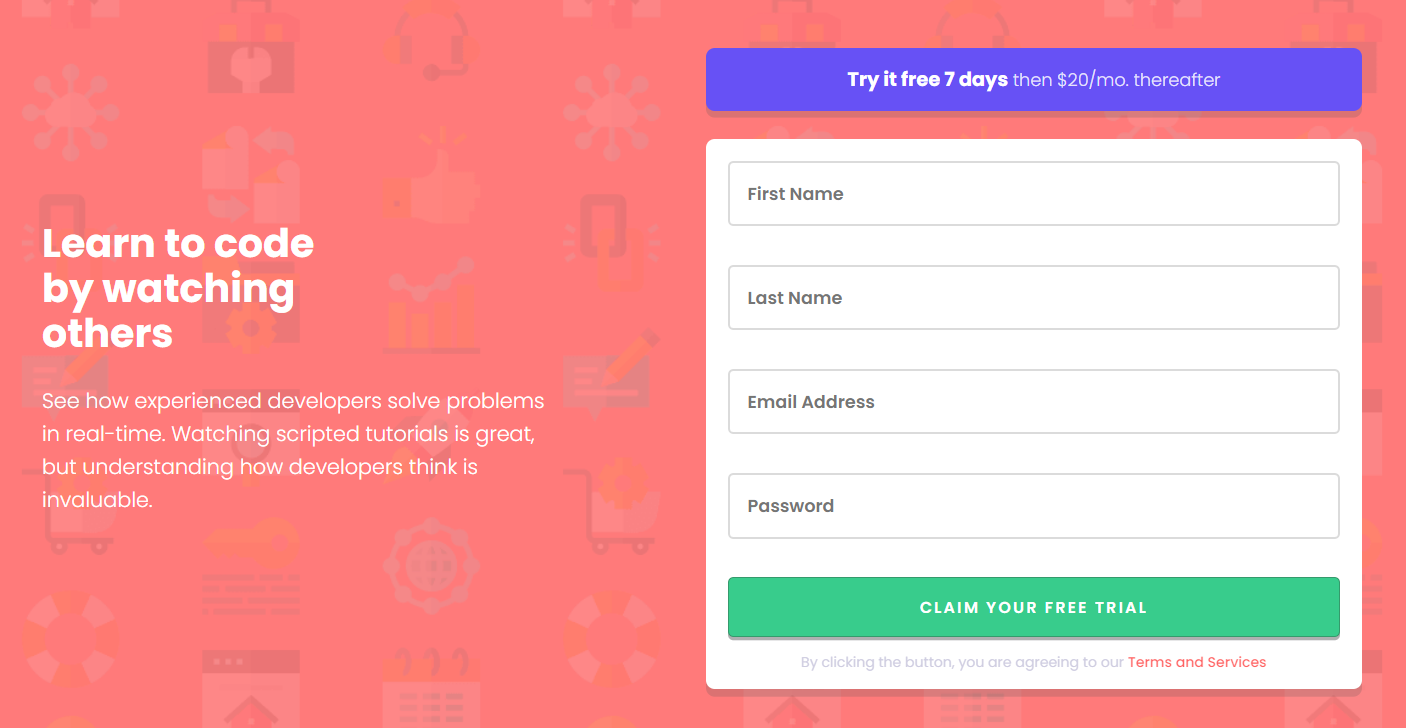 Learn to code
by watching
others
See how experienced developers solve problems
in real-time. Watching scripted tutorials is great,
but understanding how developers think is
invaluable.
Try it free 7 days then $20/mo. thereafter
First Name
Last Name
Email Address
Password
CLAIM YOUR FREE TRIAL
By clicking the button, you are agreeing to our Terms and Services